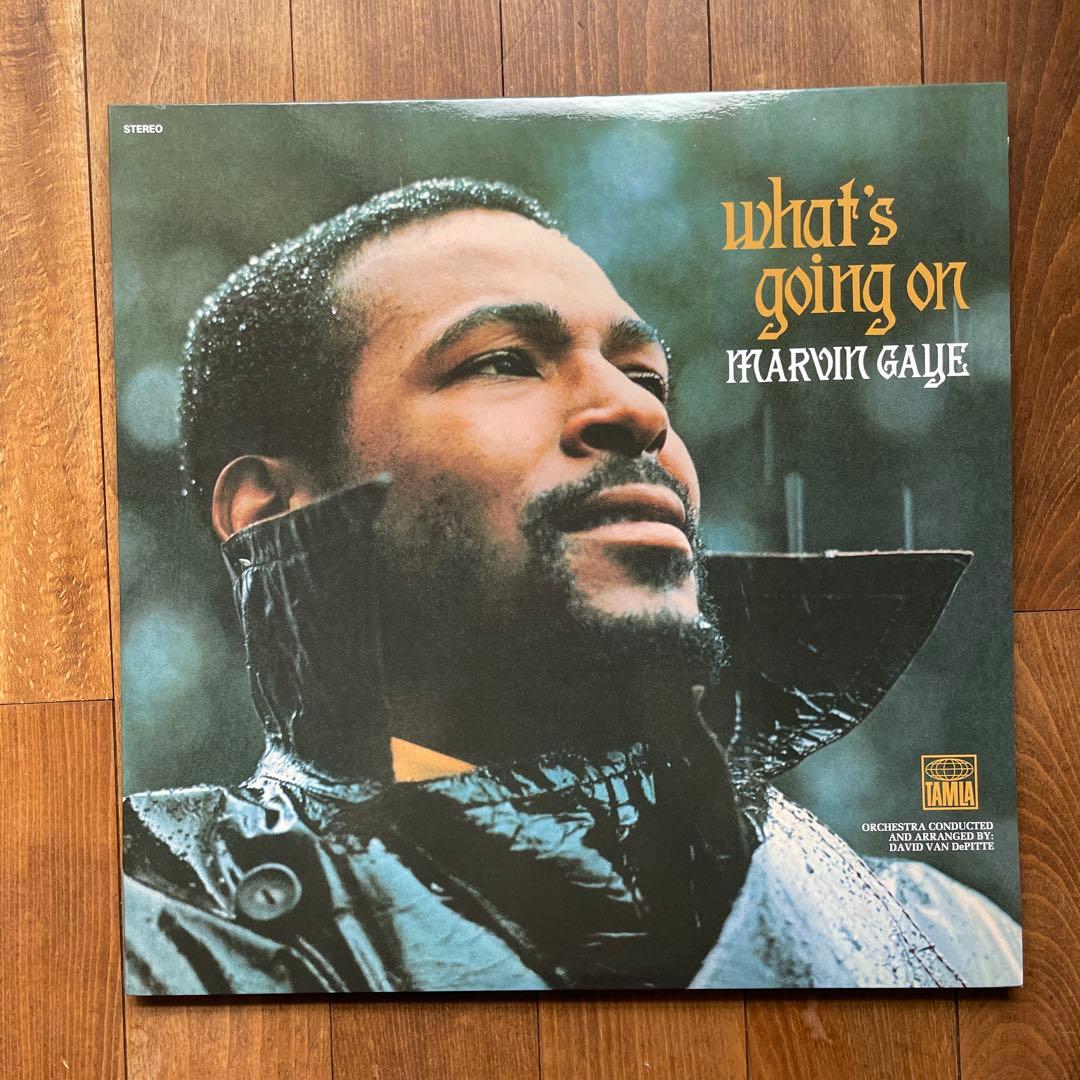 STEREO
what's
going on
MARVIN GAYE
TAMLA
ORCHESTRA CONDUCTED
AND ARRANGED BY:
DAVID VAN DePITTE